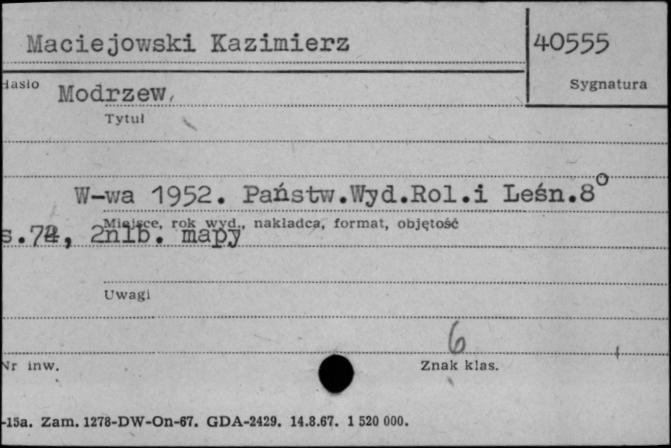 Maciejowski Kazimierz
40555
Hasło
Sygnatura
Modrzew
Tytuł
W-wa 1952. Państw.Wyd.Rol.i Leśn.8°
Miejsce, rok wyd., nakładca, format, objętość
2nlb. mapy
Uwagi
6
Nr inw.
Znak klas.
-15a. Zam. 1278-DW-On-67. GDA-2429. 14.8.67. 1 520 000.